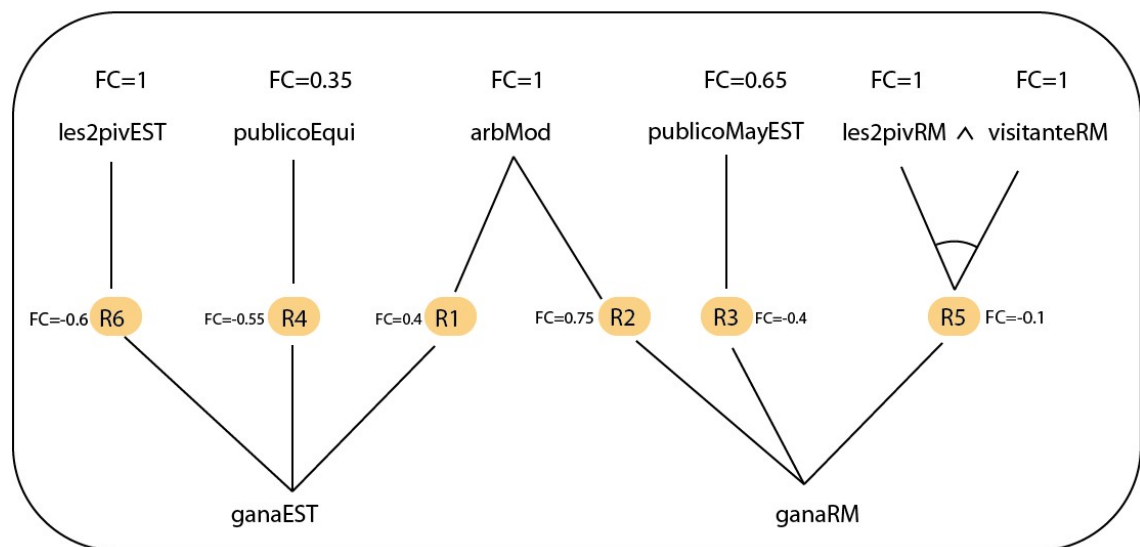 FC=1 FC=0.35 FC=1 FC=0.65 FC=1 FC=1
les2pivEST publicoEqui arbMod publicoMayEST les2pivRM ^ visitanteRM
FC=-0.6 R6 FC=-0.55 R4 FC=0.4 R1 FC=0.75 R2 R3 FC=-0.4 R5 FC=-0.1
ganaEST ganaRM